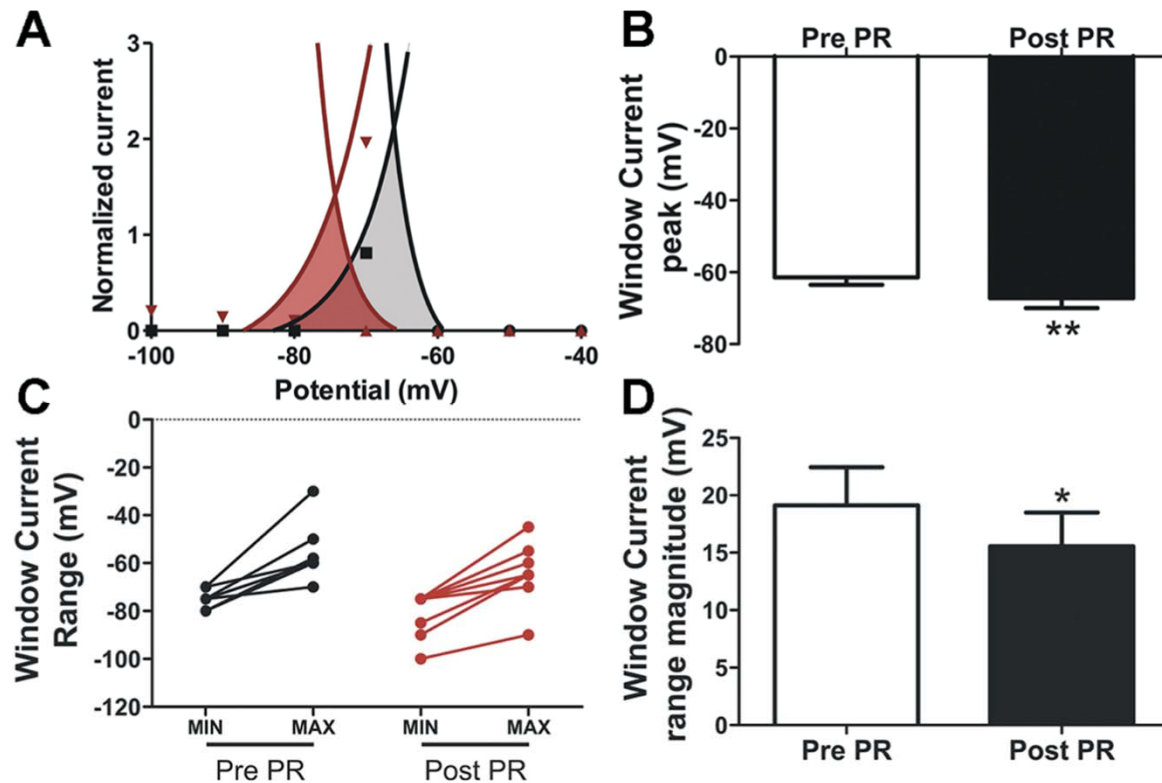 A
Normalized current
3
2
1
0
-100
-80
-60
-40
Potential (mV)
B
Pre PR
Post PR
Window Current
peak (mV)
0
-20
-40
-60
-80
**
C
Window Current
Range (mV)
0
-20
-40
-60
-80
-100
-120
MIN
MAX
MIN
MAX
Pre PR
Post PR
D
Window Current
range magnitude (mV)
25
20
15
10
5
0
*
Pre PR
Post PR